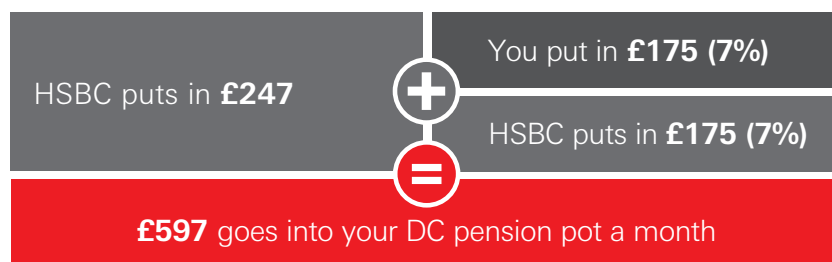 HSBC puts in £247
+
You put in £175 (7%)
HSBC puts in £175 (7%)
=
£597 goes into your DC pension pot a month